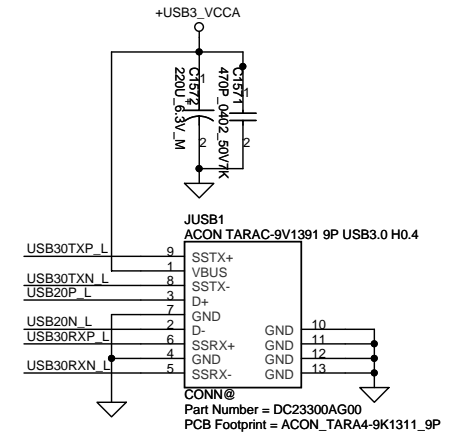 +USB3_VCCA
C1572
220U_6.3V_M
1
+
2
C1571
470P_0402_50V7K
1
2
JUSB1
ACON TARAC-9V1391 9P USB3.0 H0.4
USB30TXP_L 9 SSTX+
1 VBUS
USB30TXN_L 8 SSTX-
USB20P_L 3 D+
7 GND
USB20N_L 2 D- GND 10
USB30RXP_L 6 SSRX+ GND 11
4 GND GND 12
USB30RXN_L 5 SSRX- GND 13
CONN@
Part Number = DC23300AG00
PCB Footprint = ACON_TARA4-9K1311_9P